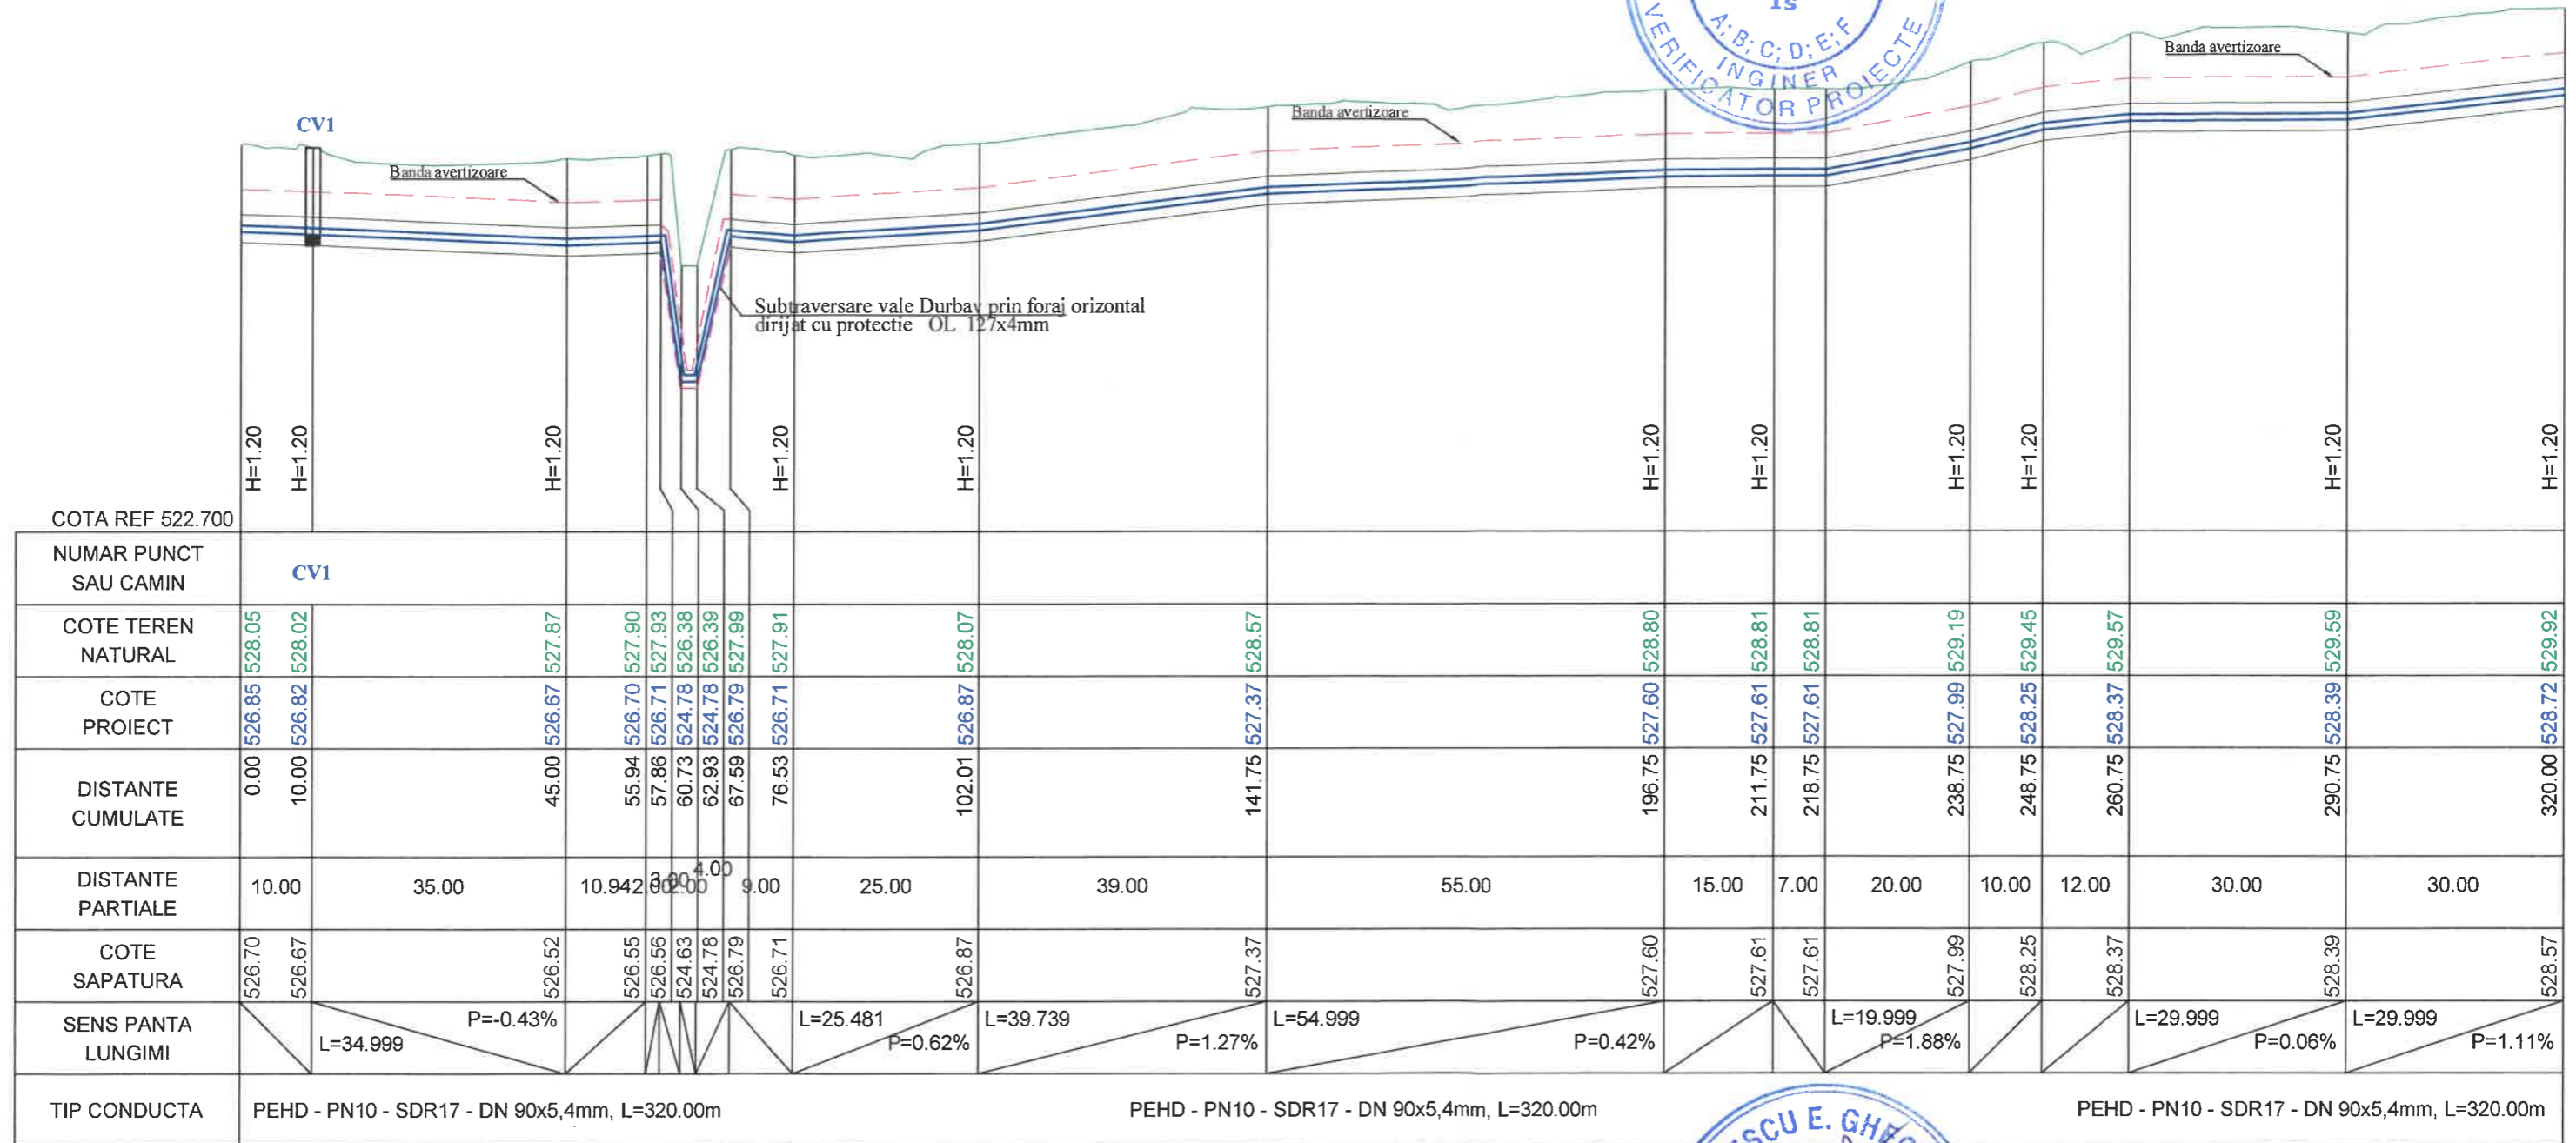 1s
A; B; C; D; E; F
INGINER
VERIFICATOR PROIECTE
Banda avertizoare
Banda avertizoare
CV1
Banda avertizoare
Subtraversare vale Durbav prin foraj orizontal
dirijat cu protectie OL 127x4mm
H=1.20 H=1.20 H=1.20 H=1.20 H=1.20 H=1.20 H=1.20 H=1.20 H=1.20 H=1.20 H=1.20
COTA REF 522.700
NUMAR PUNCT
SAU CAMIN
CV1
COTE TEREN
NATURAL
528.05 528.02 527.87 527.90 527.93 526.38 526.39 527.99 527.91 528.07 528.57 528.80 528.81 528.81 529.19 529.45 529.57 529.59 529.92
COTE
PROIECT
526.85 526.82 526.67 526.70 526.71 524.78 524.78 526.79 526.71 526.87 527.37 527.60 527.61 527.61 527.99 528.25 528.37 528.39 528.72
DISTANTE
CUMULATE
0.00 10.00 45.00 55.94 57.86 60.73 62.93 67.59 76.53 102.01 141.75 196.75 211.75 218.75 238.75 248.75 260.75 290.75 320.00
DISTANTE
PARTIALE
10.00 35.00 10.94 2.00 3.00 2.00 4.00 9.00 25.00 39.00 55.00 15.00 7.00 20.00 10.00 12.00 30.00 30.00
COTE
SAPATURA
526.70 526.67 526.52 526.55 526.56 524.63 524.78 526.79 526.71 526.87 527.37 527.60 527.61 527.61 527.99 528.25 528.37 528.39 528.57
SENS PANTA
LUNGIMI
L=34.999 P=-0.43%
L=25.481 P=0.62%
L=39.739 P=1.27%
L=54.999 P=0.42%
L=19.999 P=1.88%
L=29.999 P=0.06%
L=29.999 P=1.11%
TIP CONDUCTA
PEHD - PN10 - SDR17 - DN 90x5,4mm, L=320.00m
PEHD - PN10 - SDR17 - DN 90x5,4mm, L=320.00m
PEHD - PN10 - SDR17 - DN 90x5,4mm, L=320.00m